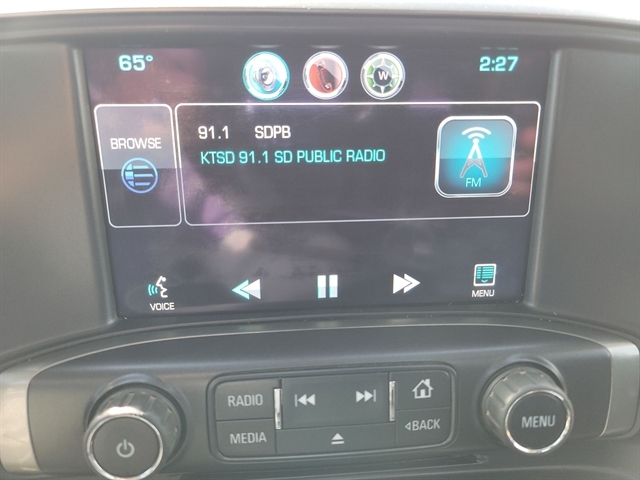 65°
W
2:27
BROWSE
91.1 SDPB
KTSD 91.1 SD PUBLIC RADIO
FM
VOICE
MENU
RADIO
MEDIA
BACK
MENU